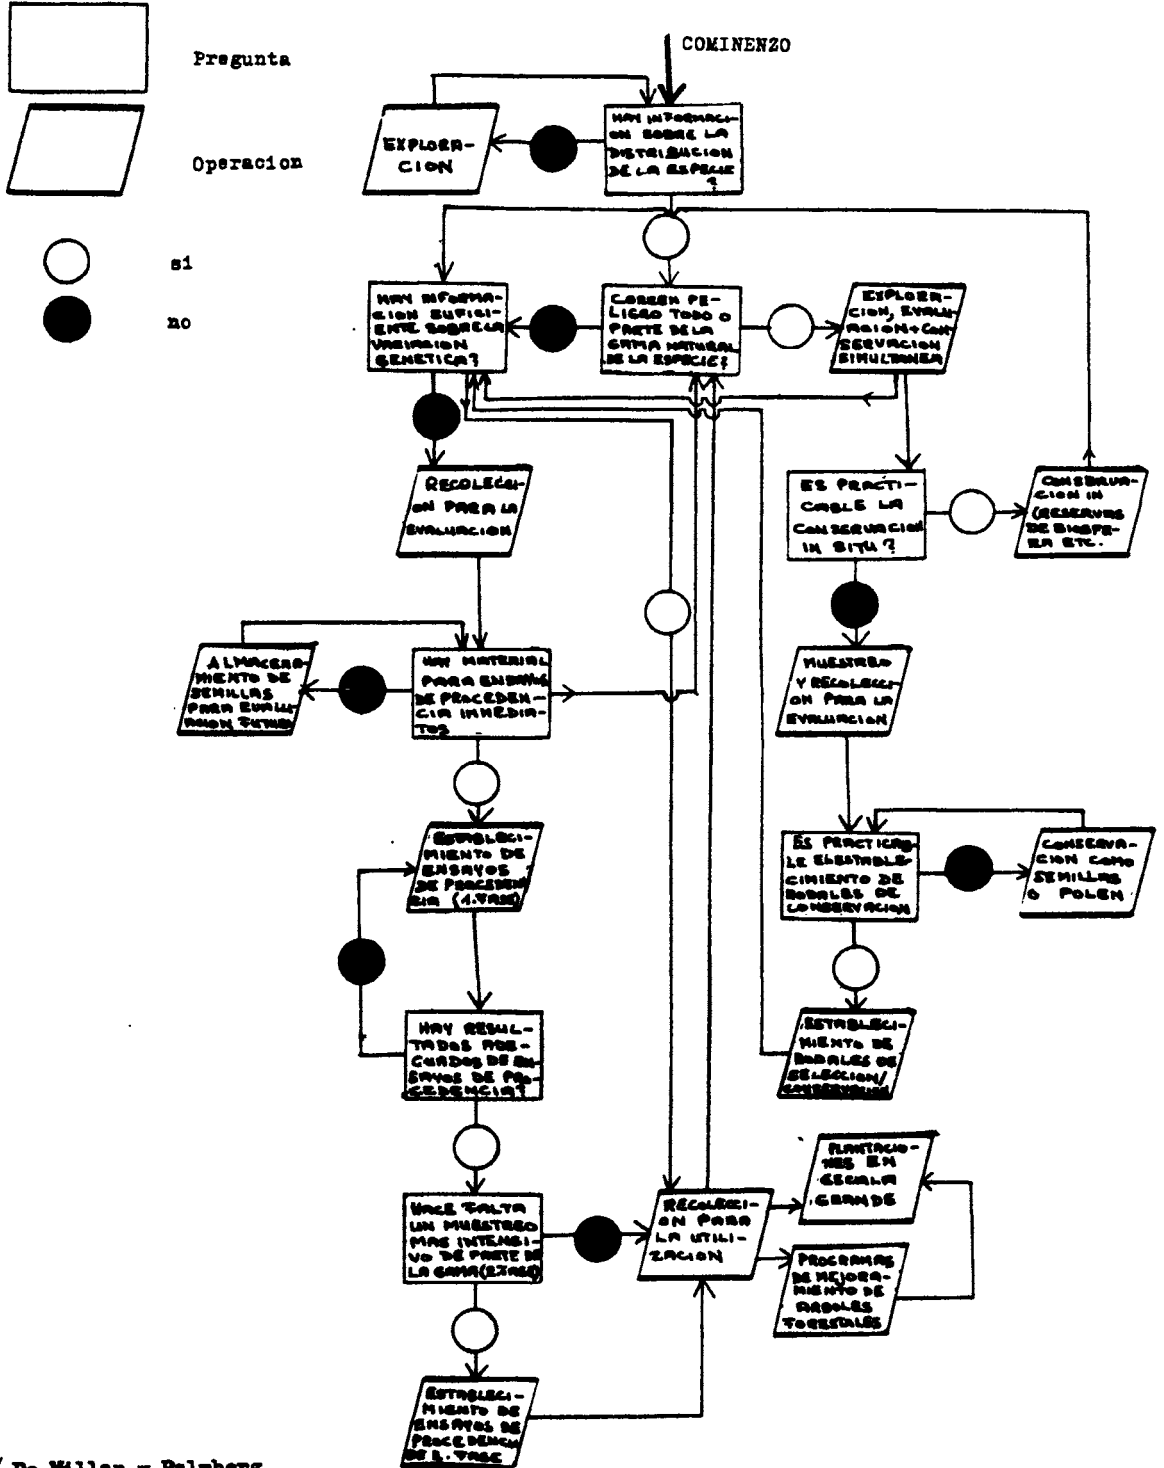 Pregunta
COMINENZO
Operacion
si
no
HAY INFORMACI-
ON SOBRE LA
DISTRIBUCION
DE LA ESPECIE
?
EXPLORA-
CION
HAY INFORMA-
CION SUFICI-
ENTE SOBRE LA
VARIACION
GENETICA?
CORREN PE-
LIGRO TODO O
PARTE DE LA
GAMA NATURAL
DE LA ESPECIE?
EXPLORA-
CION, EVALU-
ACION + CON-
SERVACION
SIMULTANEA
RECOLECCI-
ON PARA LA
EVALUACION
ES PRACTI-
CABLE LA
CONSERVACION
IN SITU?
CONSERVA-
CION IN
(RESERVAS
DE BIOSFE-
RA ETC.
ALMACENA-
MIENTO DE
SEMILLAS
PARA EVALU-
ACION FUTURA
HAY MATERIAL
PARA ENSAYOS
DE PROCEDEN-
CIA INMEDIA-
TOS
MUESTREO
Y RECOLECCI-
ON PARA LA
EVALUACION
ESTABLECI-
MIENTO DE
ENSAYOS
DE PROCEDEN
CIA (1. FASE)
ES PRACTICAB-
LE EL ESTABLE-
CIMIENTO DE
RODALES DE
CONSERVACION
CONSERVA-
CION COMO
SEMILLAS
O POLEN
HAY RESUL-
TADOS ADE-
CUADOS DE EN
SAYOS DE PRO-
CEDENCIA?
ESTABLECI-
MIENTO DE
RODALES DE
SELECCION/
CONSERVACION
HACE FALTA
UN MUESTREO
MAS INTENSI-
VO DE PARTE DE
LA GAMA (2. FASE)
RECOLECCI-
ON PARA
LA UTILI-
ZACION
PLANTACIO-
NES EN
ESCALA
GRANDE
PROGRAMAS
DE MEJORA-
MIENTO DE
ARBOLES
FORESTALES
ESTABLECI-
MIENTO DE
ENSAYOS DE
PROCEDENCIA
DE 2. FASE